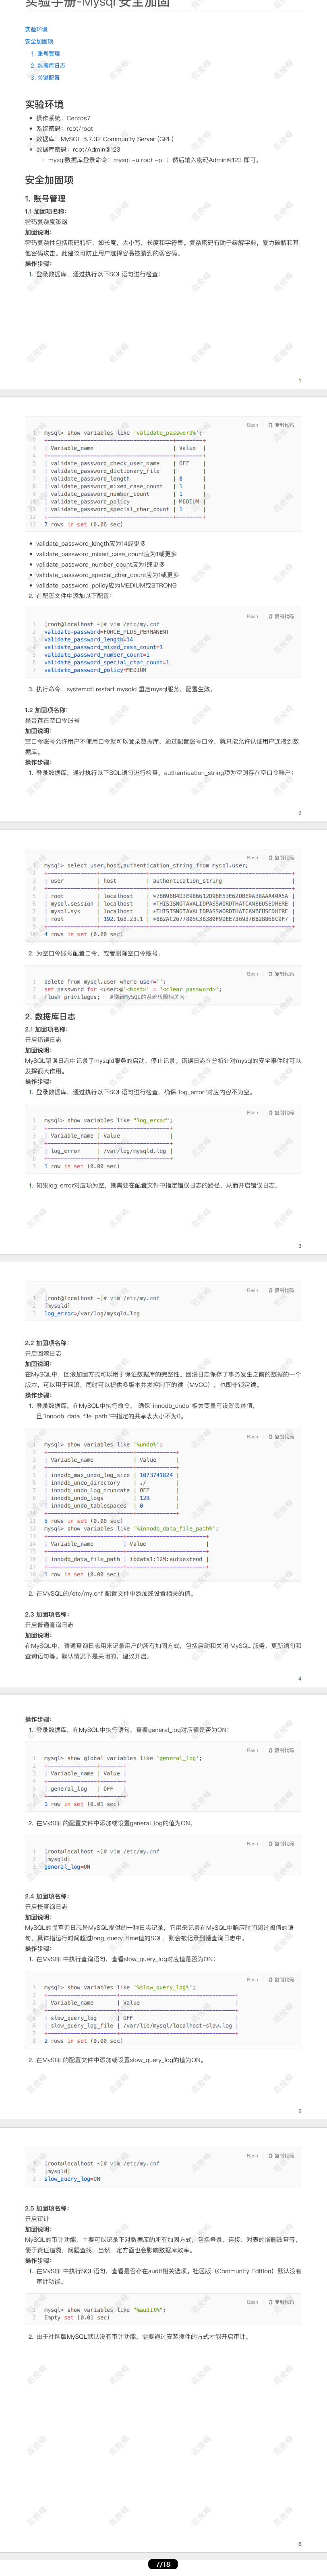 实验手册-Mysql 安全加固
实验环境
安全加固项
1. 账号管理
2. 数据库日志
3. 关键配置
实验环境
操作系统：Centos7
系统密码：root/root
数据库：MySQL 5.7.32 Community Server (GPL)
数据库密码：root/Admin@123
mysql数据库登录命令：mysql -u root -p ；然后输入密码Admin@123 即可。
安全加固项
1. 账号管理
1.1 加固项名称：
密码复杂度策略
加固说明：
密码复杂性包括密码特征，如长度，大小写，长度和字符集。复杂密码有助于缓解字典，暴力破解和其
他密码攻击。此建议可防止用户选择容易被猜到的弱密码。
操作步骤：
1. 登录数据库，通过执行以下SQL语句进行检查：
1
Bash 复制代码
1 mysql> show variables like 'validate_password%';
2 +--------------------------------------+--------+
3 | Variable_name | Value |
4 +--------------------------------------+--------+
5 | validate_password_check_user_name | OFF |
6 | validate_password_dictionary_file | |
7 | validate_password_length | 8 |
8 | validate_password_mixed_case_count | 1 |
9 | validate_password_number_count | 1 |
10 | validate_password_policy | MEDIUM |
11 | validate_password_special_char_count | 1 |
12 +--------------------------------------+--------+
13 7 rows in set (0.06 sec)
validate_password_length应为14或更多
validate_password_mixed_case_count应为1或更多
validate_password_number_count应为1或更多
validate_password_special_char_count应为1或更多
validate_password_policy应为MEDIUM或STRONG
2. 在配置文件中添加以下配置：
Bash 复制代码
1 [root@localhost ~]# vim /etc/my.cnf
2 validate-password=FORCE_PLUS_PERMANENT
3 validate_password_length=14
4 validate_password_mixed_case_count=1
5 validate_password_number_count=1
6 validate_password_special_char_count=1
7 validate_password_policy=MEDIUM
3. 执行命令：systemctl restart mysqld 重启mysql服务，配置生效。
1.2 加固项名称：
是否存在空口令账号
加固说明：
空口令账号允许用户不使用口令就可以登录数据库，通过配置账号口令，就只能允许认证用户连接到数
据库。
操作步骤：
1. 登录数据库，通过执行以下SQL语句进行检查，authentication_string项为空则存在空口令账户；
2
Bash 复制代码
1 mysql> select user,host,authentication_string from mysql.user;
2 +---------------+--------------+-------------------------------------------+
3 | user | host | authentication_string |
4 +---------------+--------------+-------------------------------------------+
5 | root | localhost |
6 | mysql.session | localhost | *THISISNOTAVALIDPASSWORDTHATCANBEUSEDHERE |
7 | mysql.sys | localhost | *THISISNOTAVALIDPASSWORDTHATCANBEUSEDHERE |
8 | root | 192.168.23.1 |
9 +---------------+--------------+-------------------------------------------+
10 4 rows in set (0.00 sec)
2. 为空口令账号配置口令，或者删除空口令账号。
Bash 复制代码
1 delete from mysql.user where user='';
2 set password for <user>@'<host>' = '<clear password>';
3 flush privileges; #刷新MySQL的系统权限相关表
2. 数据库日志
2.1 加固项名称：
开启错误日志
加固说明：
MySQL错误日志中记录了mysqld服务的启动、停止记录。错误日志在分析针对mysql的安全事件时可以
发挥很大作用。
操作步骤：
1. 登录数据库，通过执行以下SQL语句进行检查，确保"log_error"对应内容不为空。
Bash 复制代码
1 mysql> show variables like "log_error";
2 +---------------+---------------------+
3 | Variable_name | Value |
4 +---------------+---------------------+
5 | log_error | /var/log/mysqld.log |
6 +---------------+---------------------+
7 1 row in set (0.00 sec)
1. 如果log_error对应项为空，则需要在配置文件中指定错误日志的路径，从而开启错误日志。
3
Bash 复制代码
1 [root@localhost ~]# vim /etc/my.cnf
2 [mysqld]
3 log_error=/var/log/mysqld.log
2.2 加固项名称：
开启回滚日志
加固说明：
在MySQL中，回滚加固方式可以用于保证数据库的完整性。回滚日志保存了事务发生之前的数据的一个
版本，可以用于回滚，同时可以提供多版本并发控制下的读（MVCC），也即非锁定读。
操作步骤：
1. 登录数据库，在MySQL中执行命令， 确保"innodb_undo"相关变量有设置具体值，
且"innodb_data_file_path"中指定的共享表大小不为0。
Bash 复制代码
1 mysql> show variables like '%undo%';
2 +--------------------------+------------+
3 | Variable_name | Value |
4 +--------------------------+------------+
5 | innodb_max_undo_log_size | 1073741824 |
6 | innodb_undo_directory | ./ |
7 | innodb_undo_log_truncate | OFF |
8 | innodb_undo_logs | 128 |
9 | innodb_undo_tablespaces | 0 |
10 +--------------------------+------------+
11 5 rows in set (0.00 sec)
12 mysql> show variables like '%innodb_data_file_path%';
13 +-----------------------+------------------------+
14 | Variable_name | Value |
15 +-----------------------+------------------------+
16 | innodb_data_file_path | ibdata1:12M:autoextend |
17 +-----------------------+------------------------+
18 1 row in set (0.00 sec)
2. 在MySQL的/etc/my.cnf 配置文件中添加或设置相关的值。
2.3 加固项名称：
开启普通查询日志
加固说明：
在MySQL中，普通查询日志用来记录用户的所有加固方式，包括启动和关闭 MySQL 服务、更新语句和
查询语句等。默认情况下是关闭的，建议开启。
4
操作步骤：
1. 登录数据库，在MySQL中执行语句，查看general_log对应值是否为ON；
Bash 复制代码
1 mysql> show global variables like 'general_log';
2 +---------------+-------+
3 | Variable_name | Value |
4 +---------------+-------+
5 | general_log | OFF |
6 +---------------+-------+
7 1 row in set (0.01 sec)
2. 在MySQL的配置文件中添加或设置general_log的值为ON。
Bash 复制代码
1 [root@localhost ~]# vim /etc/my.cnf
2 [mysqld]
3 general_log=ON
2.4 加固项名称：
开启慢查询日志
加固说明：
MySQL的慢查询日志是MySQL提供的一种日志记录，它用来记录在MySQL中响应时间超过阀值的语
句，具体指运行时间超过long_query_time值的SQL，则会被记录到慢查询日志中。
操作步骤：
1. 在MySQL中执行查询语句，查看slow_query_log对应值是否为ON；
Bash 复制代码
1 mysql> show variables like '%slow_query_log%';
2 +---------------------+-----------------------------------+
3 | Variable_name | Value |
4 +---------------------+-----------------------------------+
5 | slow_query_log | OFF |
6 | slow_query_log_file | /var/lib/mysql/localhost-slow.log |
7 +---------------------+-----------------------------------+
8 2 rows in set (0.00 sec)
2. 在MySQL的配置文件中添加或设置slow_query_log的值为ON。
5
Bash 复制代码
1 [root@localhost ~]# vim /etc/my.cnf
2 [mysqld]
3 slow_query_log=ON
2.5 加固项名称：
开启审计
加固说明：
MySQL的审计功能，主要可以记录下对数据库的所有加固方式，包括登录、连接、对表的增删改查等，
便于责任追溯，问题查找，当然一定方面也会影响数据库效率。
操作步骤：
1. 在MySQL中执行SQL语句，查看是否存在audit相关选项。社区版（Community Edition）默认没有
审计功能。
Bash 复制代码
1 mysql> show variables like "%audit%";
2 Empty set (0.01 sec)
2. 由于社区版MySQL默认没有审计功能，需要通过安装插件的方式才能开启审计。
6
7/18